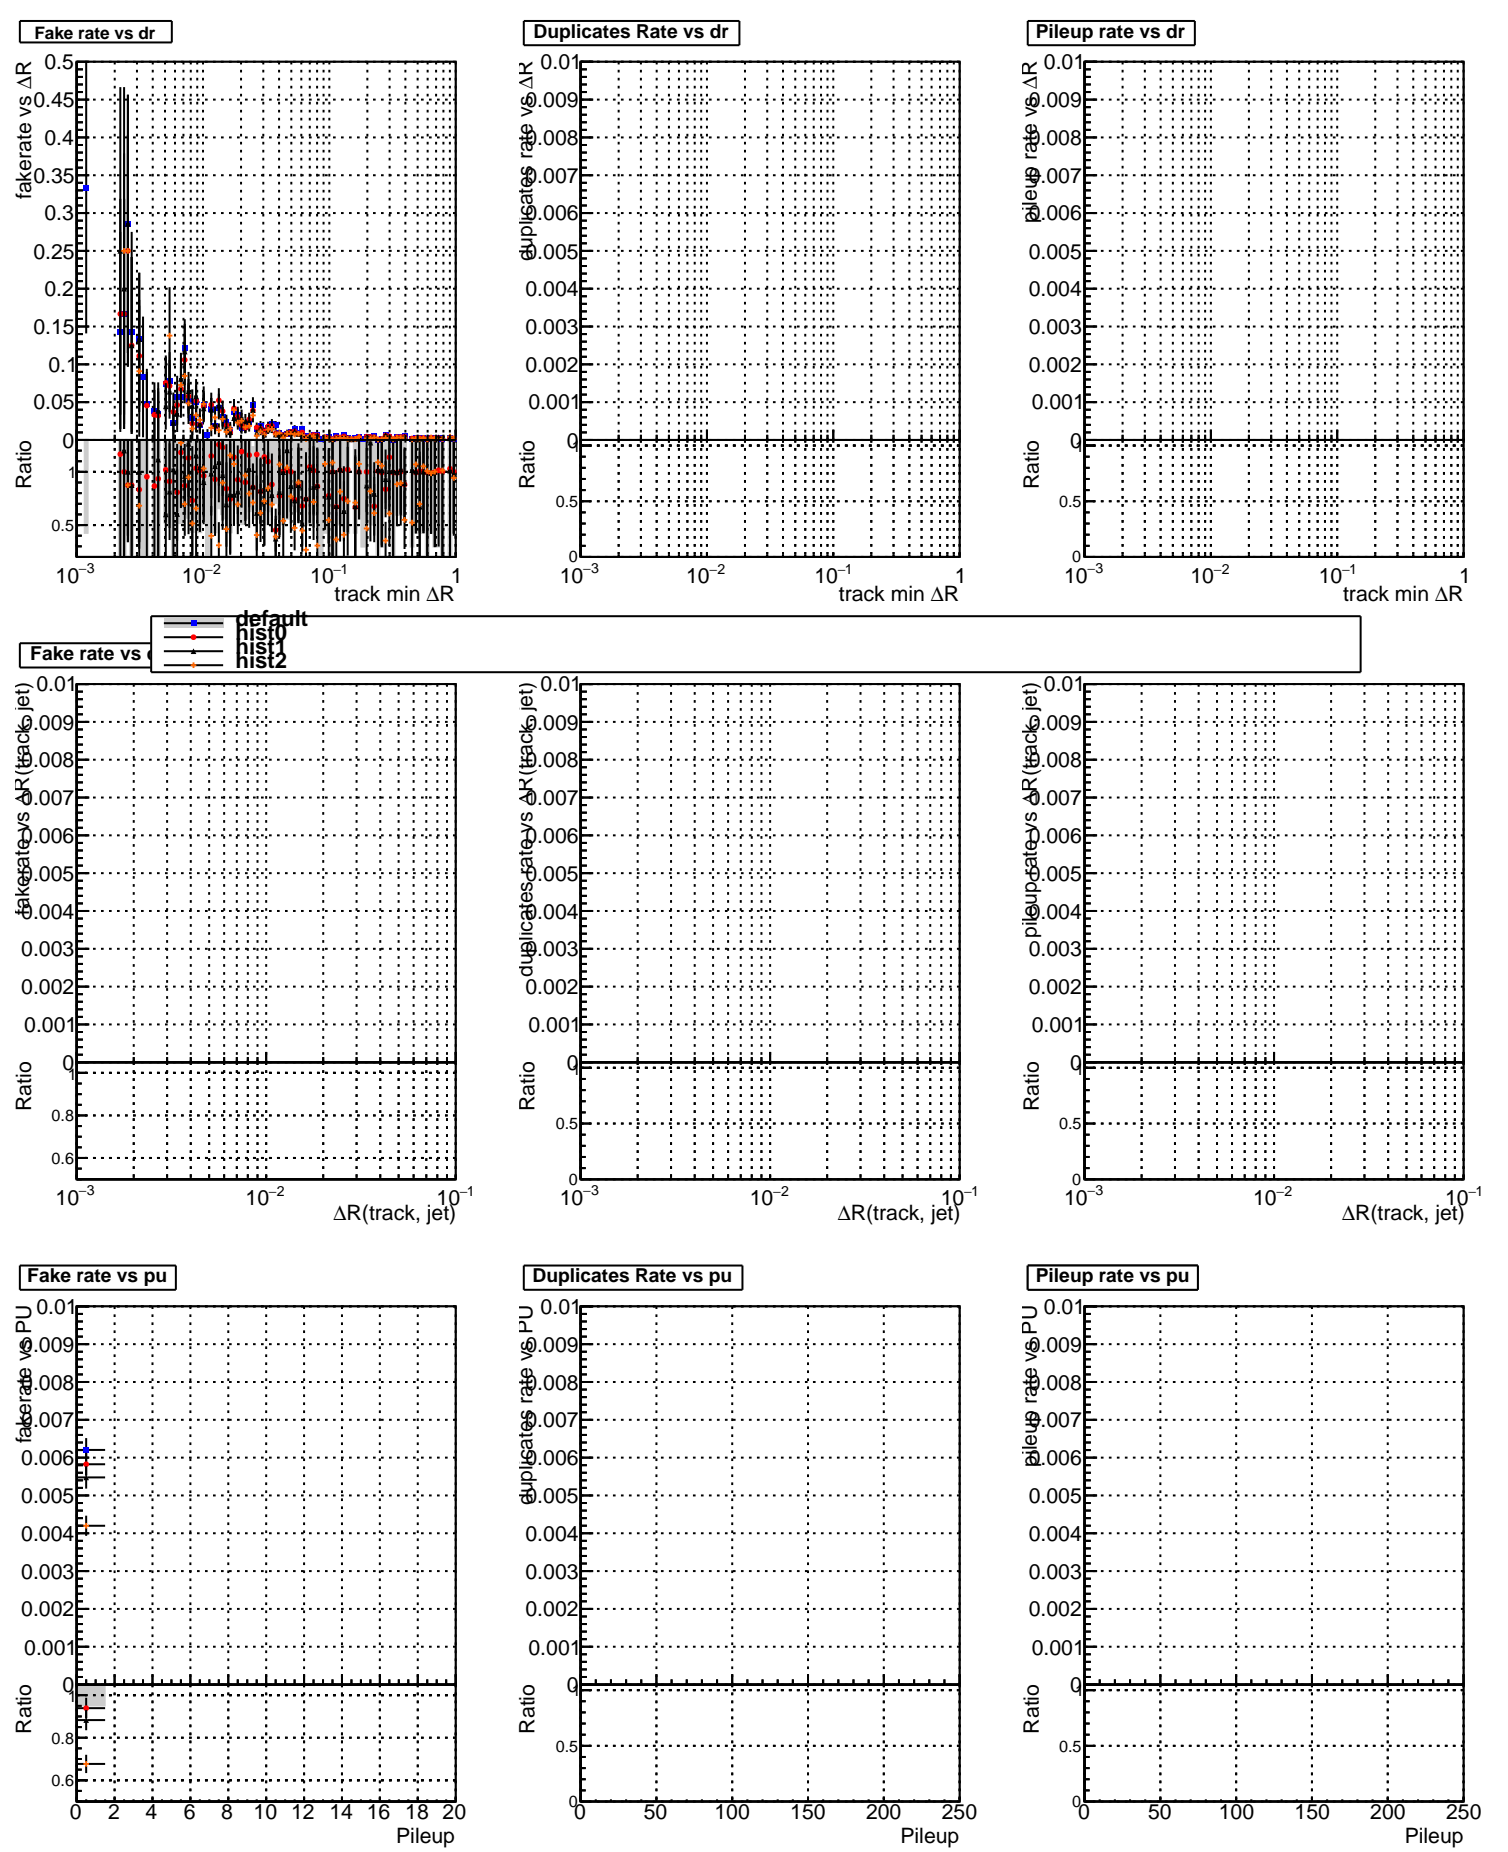 Fake rate vs dr
fakerate vs ΔR
0.5
0.45
0.4
0.35
0.3
0.25
0.2
0.15
0.1
0.05
0
Ratio
1
0.5
10⁻³ 10⁻² 10⁻¹ 1
track min ΔR
Duplicates Rate vs dr
duplicates rate vs ΔR
0.01
0.009
0.008
0.007
0.006
0.005
0.004
0.003
0.002
0.001
0
Ratio
1
0.5
0
10⁻³ 10⁻² 10⁻¹ 1
track min ΔR
Pileup rate vs dr
pileup rate vs ΔR
0.01
0.009
0.008
0.007
0.006
0.005
0.004
0.003
0.002
0.001
0
Ratio
1
0.5
0
10⁻³ 10⁻² 10⁻¹ 1
track min ΔR
default
hist0
hist1
hist2
Fake rate vs
fakerate vs ΔR(track, jet)
0.01
0.009
0.008
0.007
0.006
0.005
0.004
0.003
0.002
0.001
0
Ratio
1
0.8
0.6
10⁻³ 10⁻² 10⁻¹
ΔR(track, jet)
duplicates rate vs ΔR(track, jet)
0.01
0.009
0.008
0.007
0.006
0.005
0.004
0.003
0.002
0.001
0
Ratio
1
0.5
0
10⁻³ 10⁻² 10⁻¹
ΔR(track, jet)
pileup rate vs ΔR(track, jet)
0.01
0.009
0.008
0.007
0.006
0.005
0.004
0.003
0.002
0.001
0
Ratio
1
0.5
0
10⁻³ 10⁻² 10⁻¹
ΔR(track, jet)
Fake rate vs pu
fakerate vs PU
0.01
0.009
0.008
0.007
0.006
0.005
0.004
0.003
0.002
0.001
0
Ratio
1
0.8
0.6
0 2 4 6 8 10 12 14 16 18 20
Pileup
Duplicates Rate vs pu
duplicates rate vs PU
0.01
0.009
0.008
0.007
0.006
0.005
0.004
0.003
0.002
0.001
0
Ratio
1
0.5
0
0 50 100 150 200 250
Pileup
Pileup rate vs pu
pileup rate vs PU
0.01
0.009
0.008
0.007
0.006
0.005
0.004
0.003
0.002
0.001
0
Ratio
1
0.5
0
0 50 100 150 200 250
Pileup